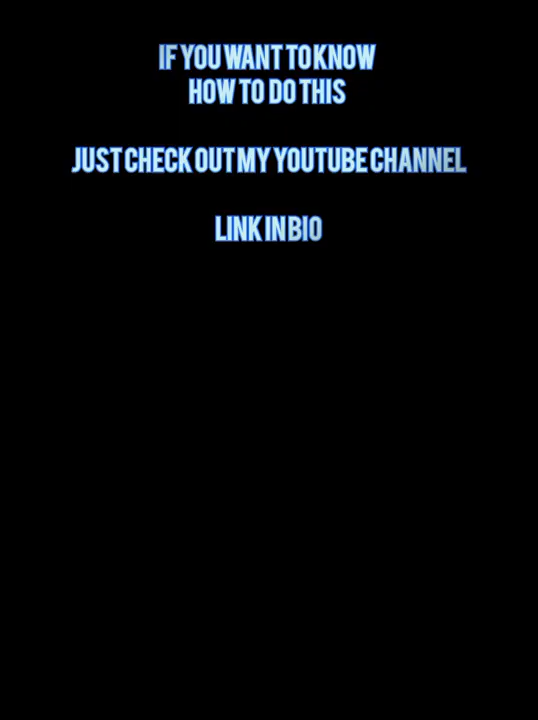 IF YOU WANT TO KNOW
HOW TO DO THIS
JUST CHECK OUT MY YOUTUBE CHANNEL
LINK IN BIO